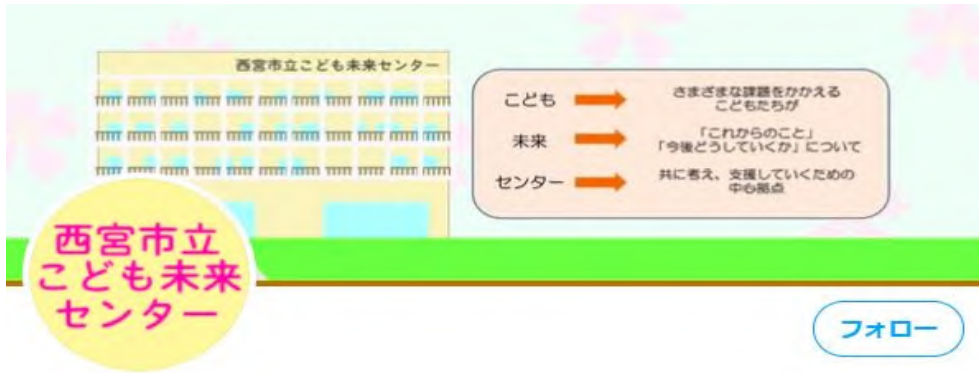 西宮市立こども未来センター
こども
さまざまな課題をかかえる
こどもたちが
未来
「これからのこと」
「今後どうしていくか」について
センター
共に考え、支援していくための
中心拠点
西宮市立
こども未来
センター
フォロー